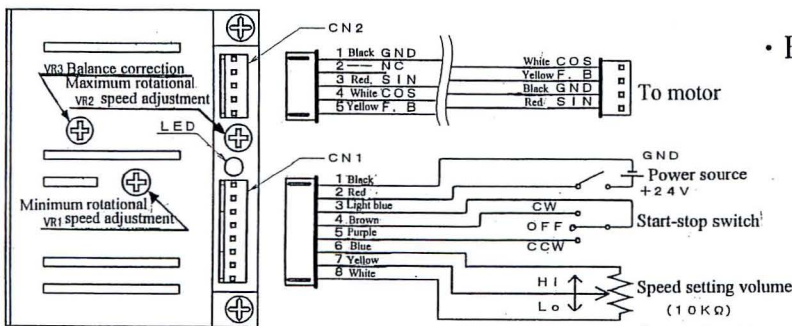 CN2
VR3 Balance correction
Maximum rotational
VR2 speed adjustment
LED
Minimum rotational
VR1 speed adjustment
1 Black GND
2 — NC
3 Red, SIN
4 White COS
5 Yellow F. B
White COS
Yellow F. B
Black GND
Red SIN
To motor
CN1
1 Black
2 Red
3 Light blue
4 Brown
5 Purple
6 Blue
7 Yellow
8 White
GND
Power source
+24V
CW
OFF
CCW
Start-stop switch
HI
Lo
Speed setting volume
(10KΩ)